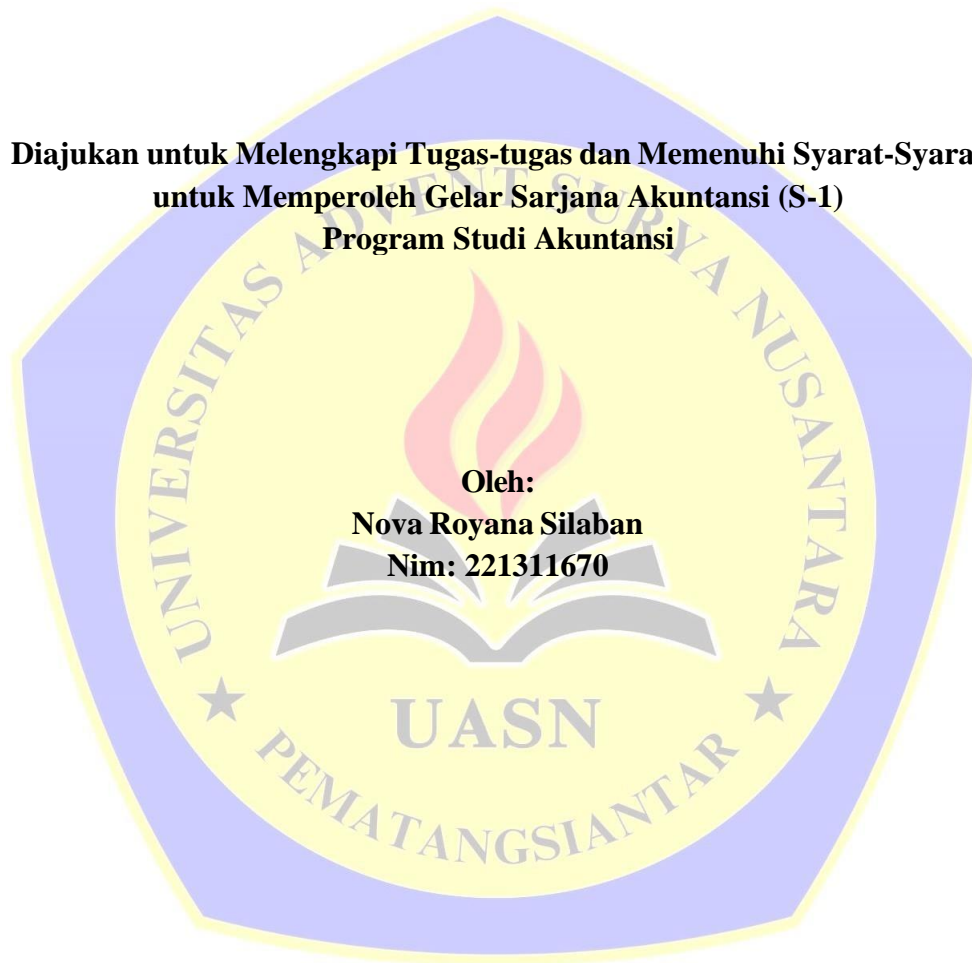 Diajukan untuk Melengkapi Tugas-tugas dan Memenuhi Syarat-Syara
untuk Memperoleh Gelar Sarjana Akuntansi (S-1)
Program Studi Akuntansi
UNIVERSITAS ADVENT SURYA NUSANTARA
Oleh:
Nova Royana Silaban
Nim: 221311670
UASN
PEMATANGSIANTAR